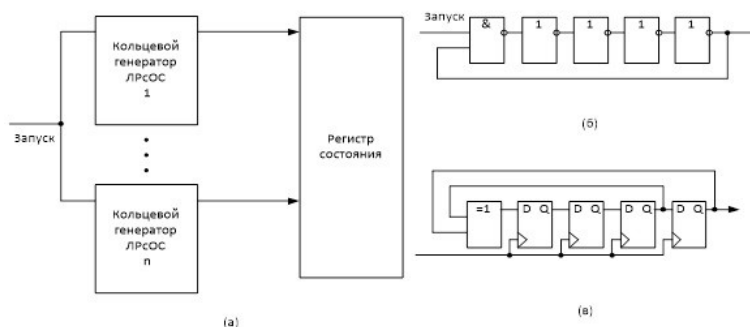 Кольцевой
генератор
ЛРсОС
1
Запуск
Кольцевой
генератор
ЛРсОС
n
Регистр
состояния
(а)
Запуск
&
1
1
1
1
(б)
=1
D Q
D Q
D Q
D Q
(в)